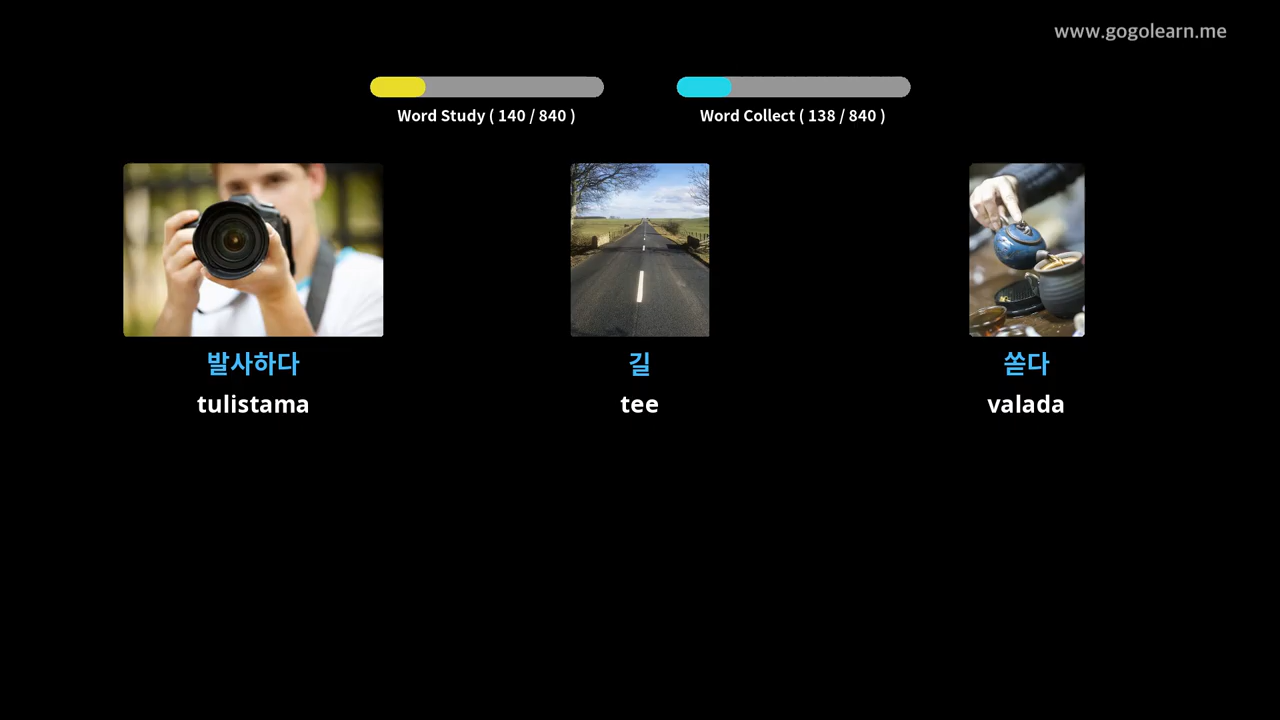 www.gogolearn.me
Word Study ( 140 / 840 )
Word Collect ( 138 / 840 )
발사하다
길
쏟다
tulistama
tee
valada